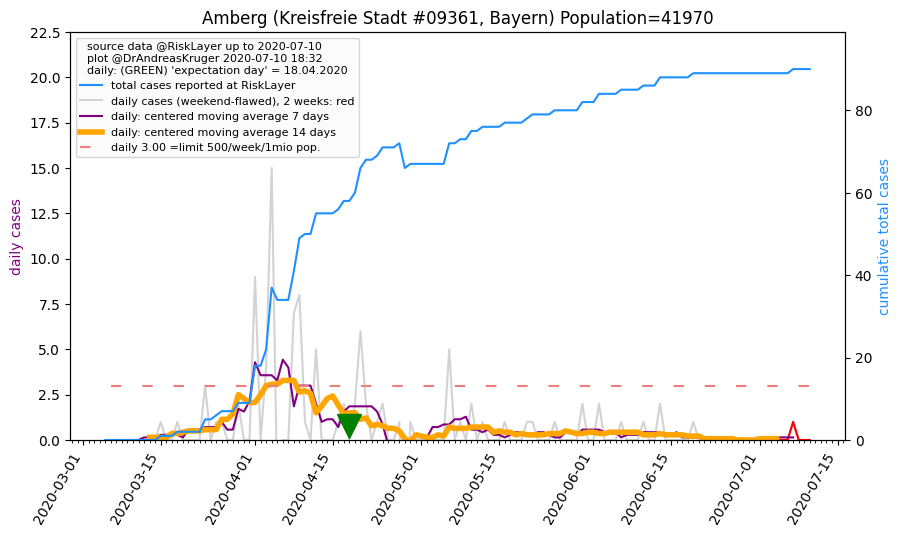 Amberg (Kreisfreie Stadt #09361, Bayern) Population=41970
source data @RiskLayer up to 2020-07-10
plot @DrAndreasKruger 2020-07-10 18:32
daily: (GREEN) 'expectation day' = 18.04.2020
total cases reported at RiskLayer
daily cases (weekend-flawed), 2 weeks: red
daily: centered moving average 7 days
daily: centered moving average 14 days
daily 3.00 =limit 500/week/1mio pop.
daily cases
22.5
20.0
17.5
15.0
12.5
10.0
7.5
5.0
2.5
0.0
cumulative total cases
80
60
40
20
0
2020-03-01
2020-03-15
2020-04-01
2020-04-15
2020-05-01
2020-05-15
2020-06-01
2020-06-15
2020-07-01
2020-07-15